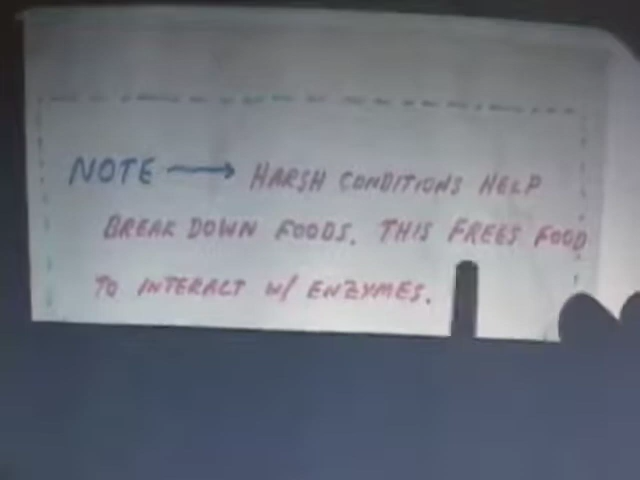 NOTE → HARSH CONDITIONS HELP
BREAK DOWN FOODS. THIS FREES FOOD
TO INTERACT W/ ENZYMES.